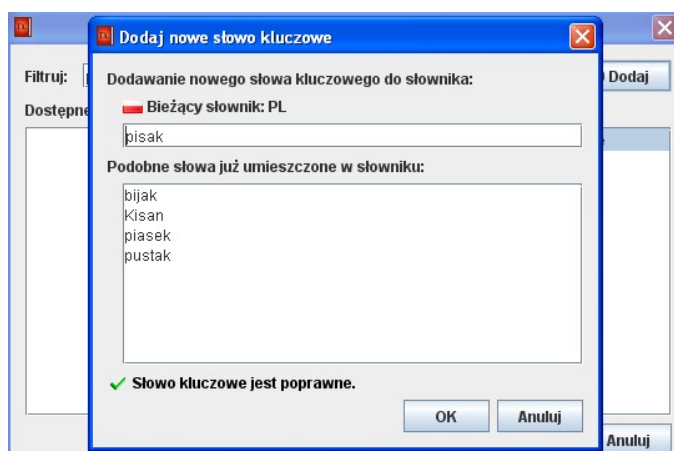 Dodaj nowe słowo kluczowe
Filtruj:
Dodaj
Dostępne
Dodawanie nowego słowa kluczowego do słownika:
Bieżący słownik: PL
pisak
Podobne słowa już umieszczone w słowniku:
bijak
Kisan
piasek
pustak
Słowo kluczowe jest poprawne.
OK
Anuluj
Anuluj